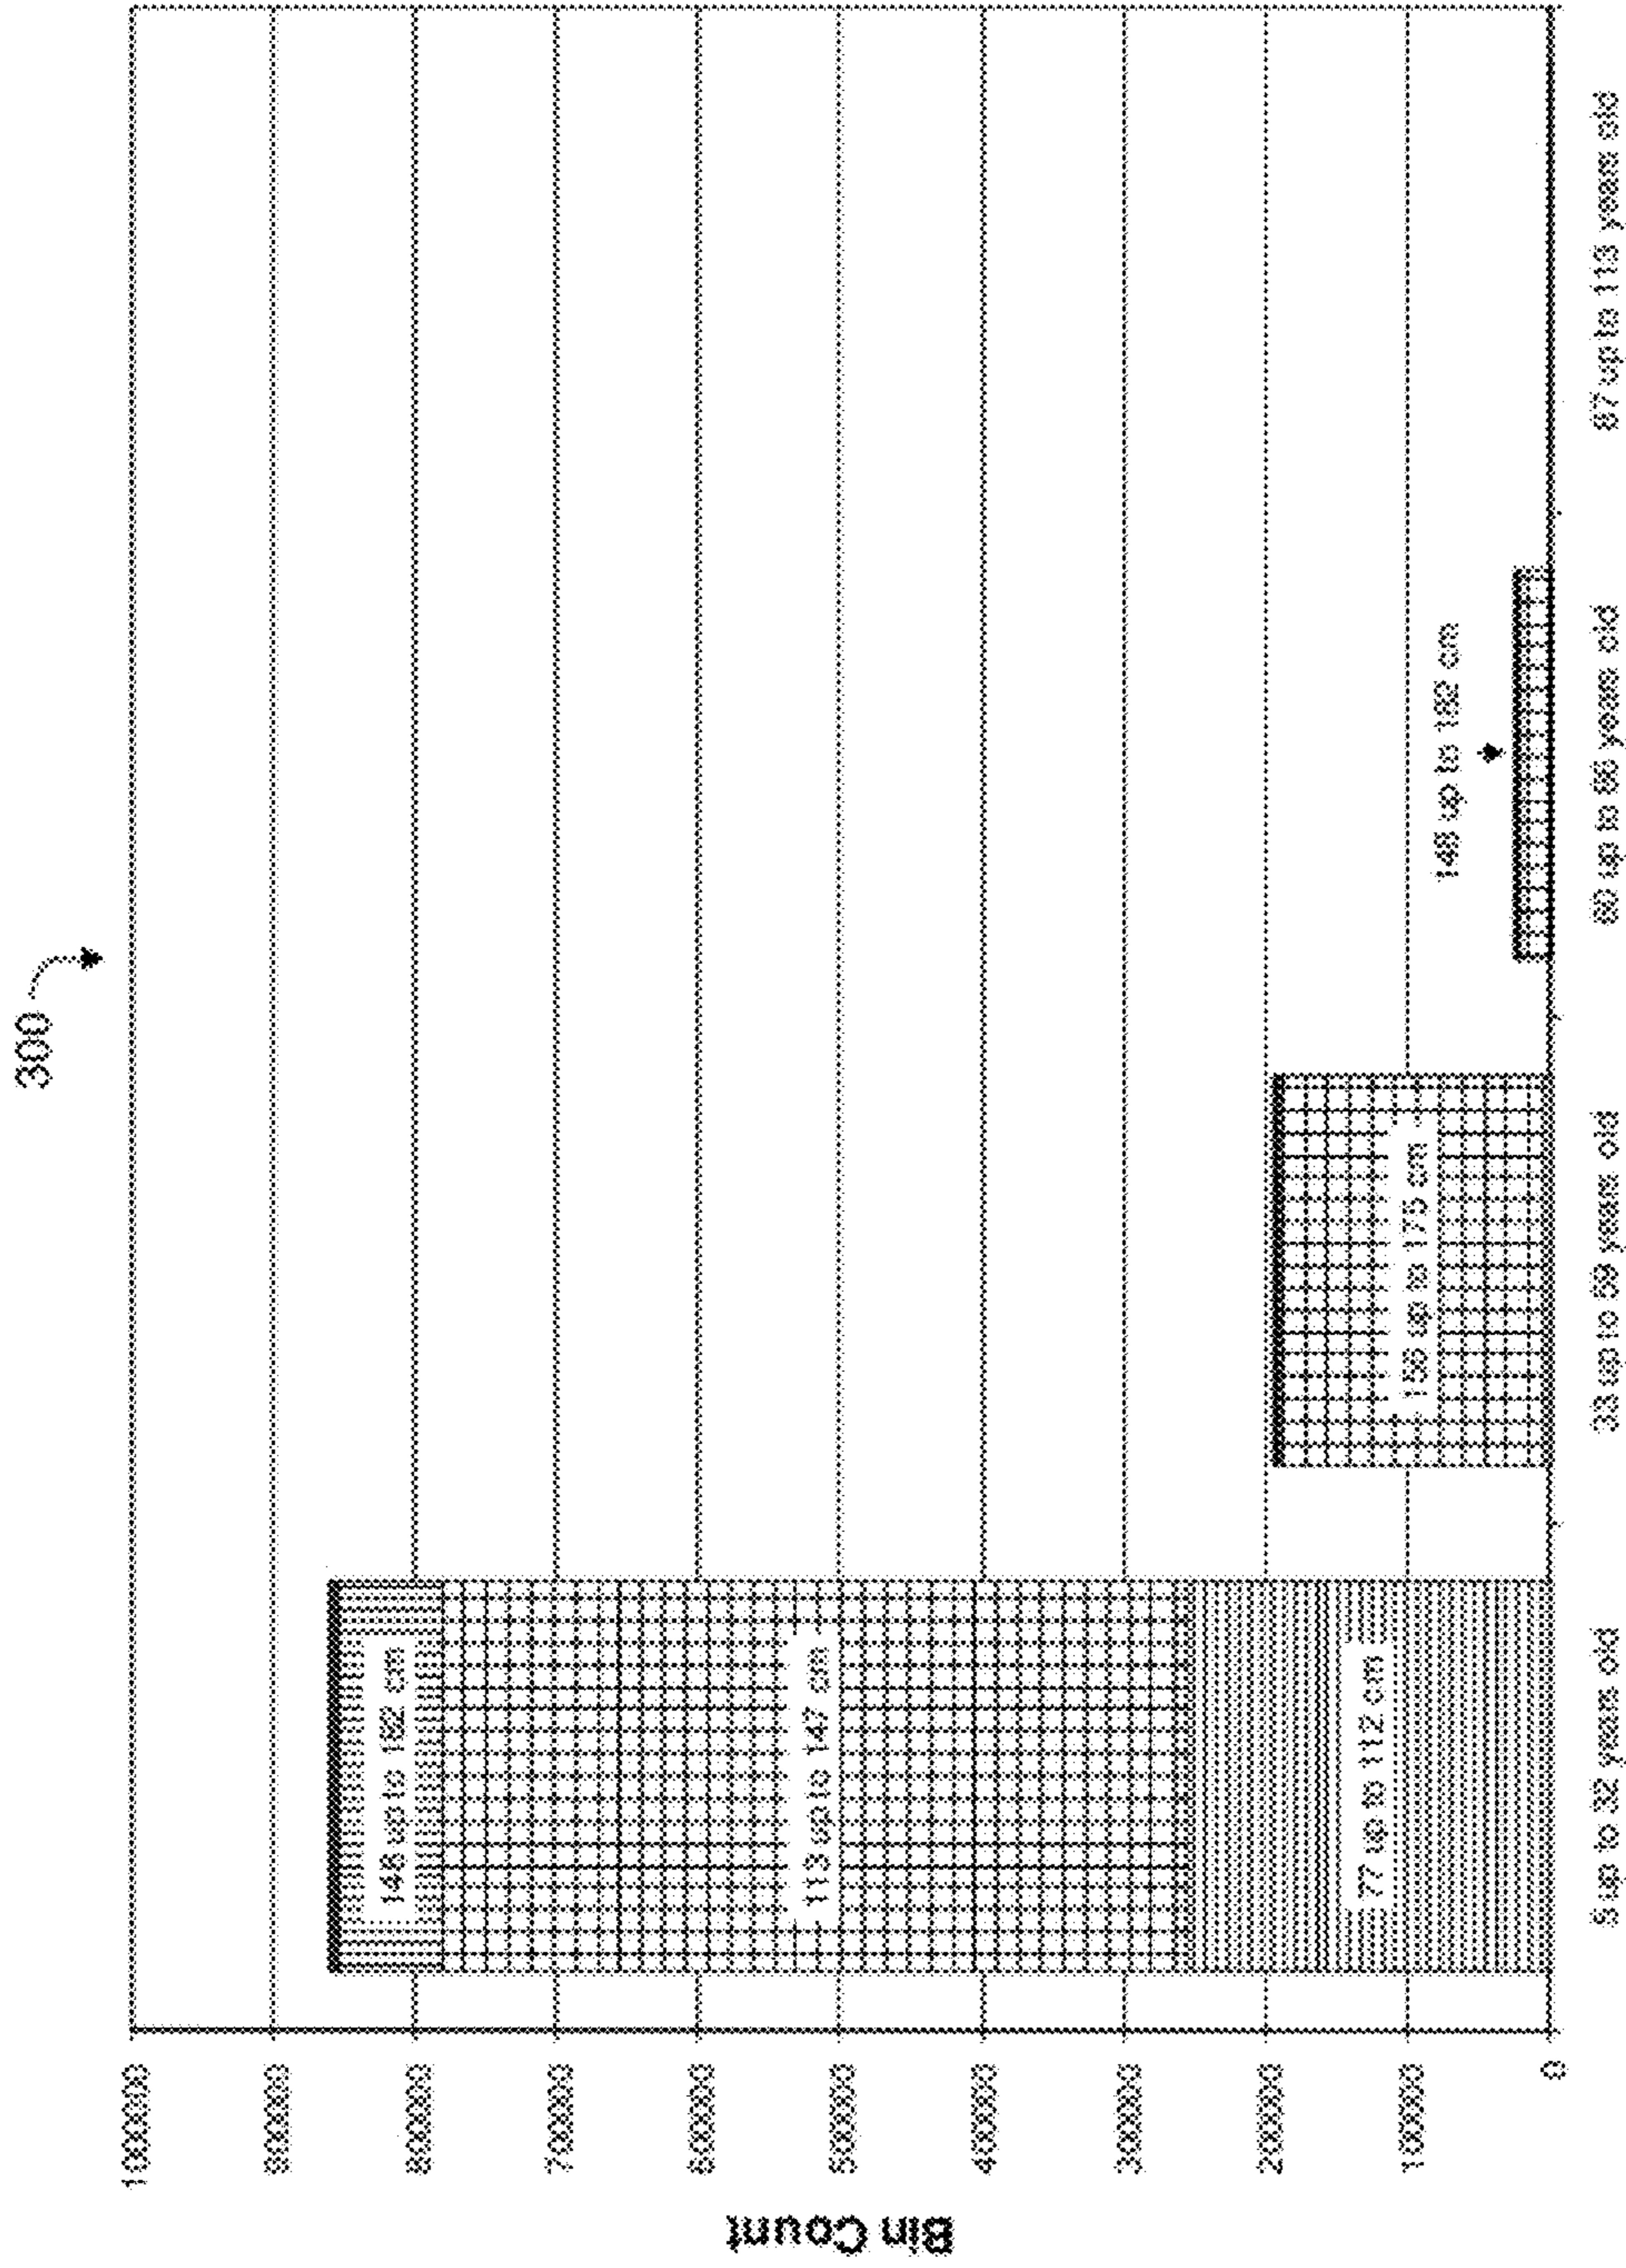 300
Bin Count
1000000
900000
800000
700000
600000
500000
400000
300000
200000
100000
0
148 up to 182 cm
113 up to 147 cm
77 up to 112 cm
156 up to 175 cm
148 up to 182 cm
5 up to 32 years old
33 up to 59 years old
60 up to 86 years old
87 up to 113 years old